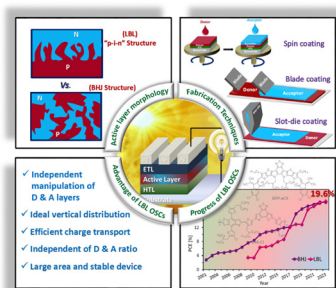 N
(LBL)
"p-i-n" Structure
P
Vs.
(BHJ Structure)
N
P
Active layer morphology
Fabrication Techniques
Donor
Acceptor
Spin coating
Blade coating
Donor
Acceptor
Slot-die coating
Acceptor
Donor
ETL
Active Layer
HTL
Advantage of LBL OSCs
Progress of LBL OSCs
✓ Independent
manipulation of
D & A layers
✓ Ideal vertical distribution
✓ Efficient charge transport
✓ Independent of D & A ratio
✓ Large area and stable device
19.6%
PCE (%)
BHJ
LBL
Year